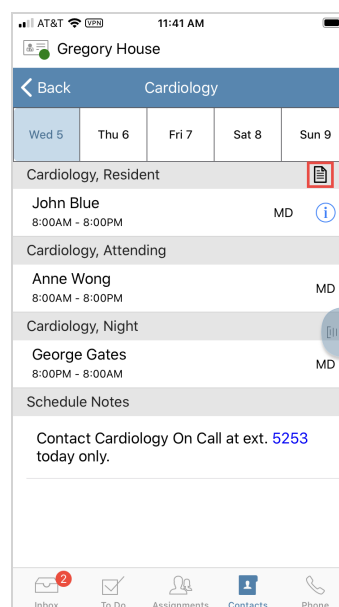 AT&T VPN 11:41 AM
Gregory House
Back Cardiology
Wed 5 Thu 6 Fri 7 Sat 8 Sun 9
Cardiology, Resident
John Blue
8:00AM - 8:00PM MD i
Cardiology, Attending
Anne Wong
8:00AM - 8:00PM MD
Cardiology, Night
George Gates
8:00PM - 8:00AM MD
Schedule Notes
Contact Cardiology On Call at ext. 5253
today only.
2
Inbox To Do Assignments Contacts Phone